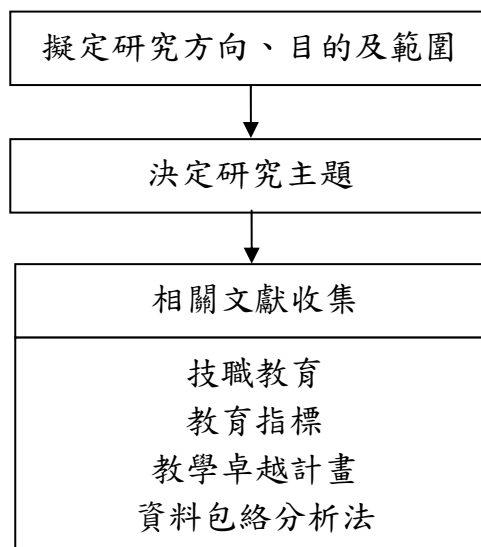 擬定研究方向、目的及範圍
決定研究主題
相關文獻收集
技職教育
教育指標
教學卓越計畫
資料包絡分析法